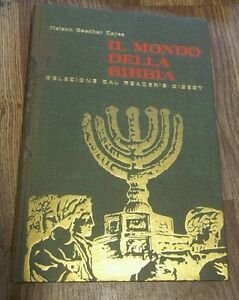 Nelson Beecher Keyes
IL MONDO
DELLA
BIBBIA
SELEZIONE DAL READER'S DIGEST